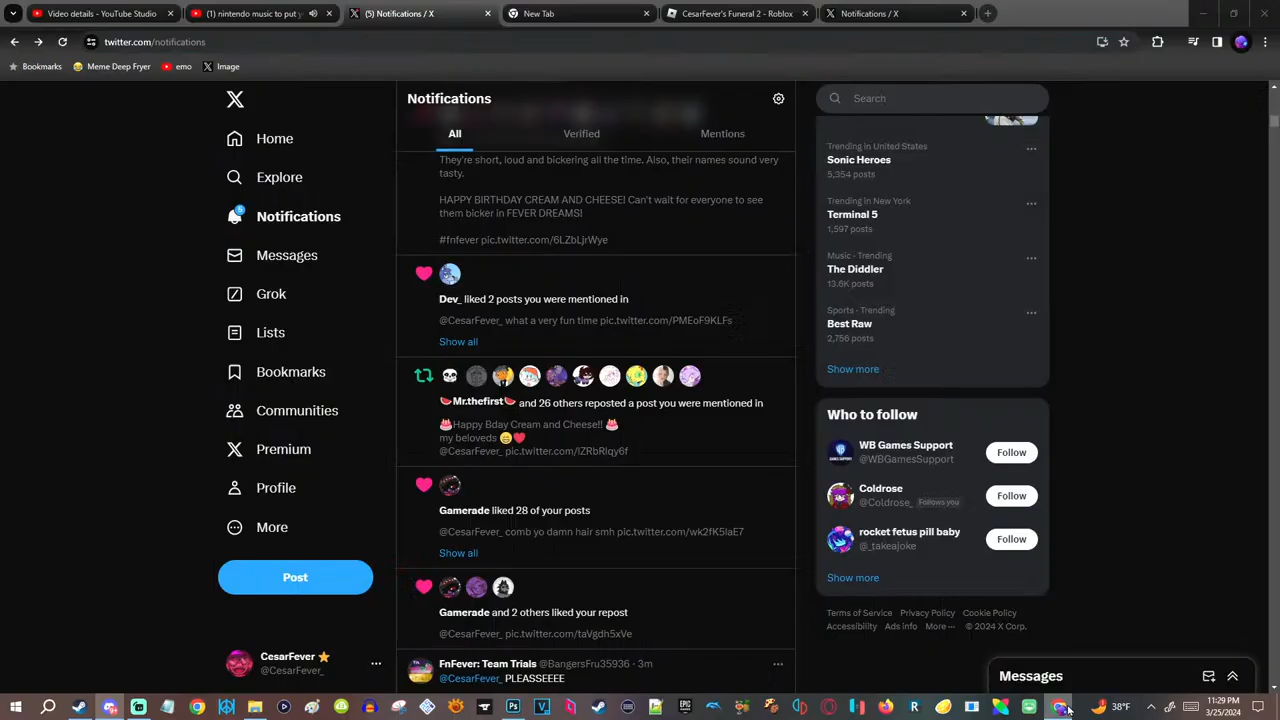 Video details - YouTube Studio
(1) nintendo music to put y
(5) Notifications / X
New Tab
CesarFever's Funeral 2 - Roblox
Notifications / X
twitter.com/notifications
Bookmarks
Meme Deep Fryer
emo
Image
Home
Explore
5
Notifications
Messages
Grok
Lists
Bookmarks
Communities
Premium
Profile
More
Post
CesarFever
@CesarFever_
Notifications
All
Verified
Mentions
They're short, loud and bickering all the time. Also, their names sound very
tasty.
HAPPY BIRTHDAY CREAM AND CHEESE! Can't wait for everyone to see
them bicker in FEVER DREAMS!
#fnfever pic.twitter.com/6LZbLjrWye
Dev_ liked 2 posts you were mentioned in
@CesarFever_ what a very fun time pic.twitter.com/PMEoF9KLFs
Show all
🍉Mr.thefirst🍉 and 26 others reposted a post you were mentioned in
🎂Happy Bday Cream and Cheese!! 🎂
my beloveds 😁❤️
@CesarFever_ pic.twitter.com/lZRbRlqy6f
Gamerade liked 28 of your posts
@CesarFever_ comb yo damn hair smh pic.twitter.com/wk2fK5laE7
Show all
Gamerade and 2 others liked your repost
@CesarFever_ pic.twitter.com/taVgdh5xVe
FnFever: Team Trials @BangersFru35936 · 3m
@CesarFever_ PLEASSEEEE
Search
Trending in United States
Sonic Heroes
5,354 posts
Trending in New York
Terminal 5
1,597 posts
Music · Trending
The Diddler
13.6K posts
Sports · Trending
Best Raw
2,756 posts
Show more
Who to follow
WB Games Support
@WBGamesSupport
Follow
Coldrose
@Coldrose_ Follows you
Follow
rocket fetus pill baby
@_takeajoke
Follow
Show more
Terms of Service Privacy Policy Cookie Policy
Accessibility Ads info More ··· © 2024 X Corp.
Messages
38°F
11:29 PM
3/25/2024